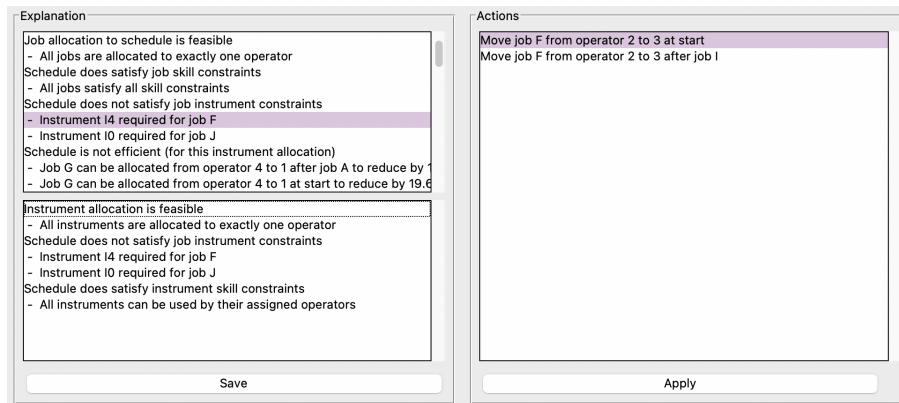 Explanation
Job allocation to schedule is feasible
- All jobs are allocated to exactly one operator
Schedule does satisfy job skill constraints
- All jobs satisfy all skill constraints
Schedule does not satisfy job instrument constraints
- Instrument I4 required for job F
- Instrument I0 required for job J
Schedule is not efficient (for this instrument allocation)
- Job G can be allocated from operator 4 to 1 after job A to reduce by 1
- Job G can be allocated from operator 4 to 1 at start to reduce by 19.6
Instrument allocation is feasible
- All instruments are allocated to exactly one operator
Schedule does not satisfy job instrument constraints
- Instrument I4 required for job F
- Instrument I0 required for job J
Schedule does satisfy instrument skill constraints
- All instruments can be used by their assigned operators
Save
Actions
Move job F from operator 2 to 3 at start
Move job F from operator 2 to 3 after job I
Apply